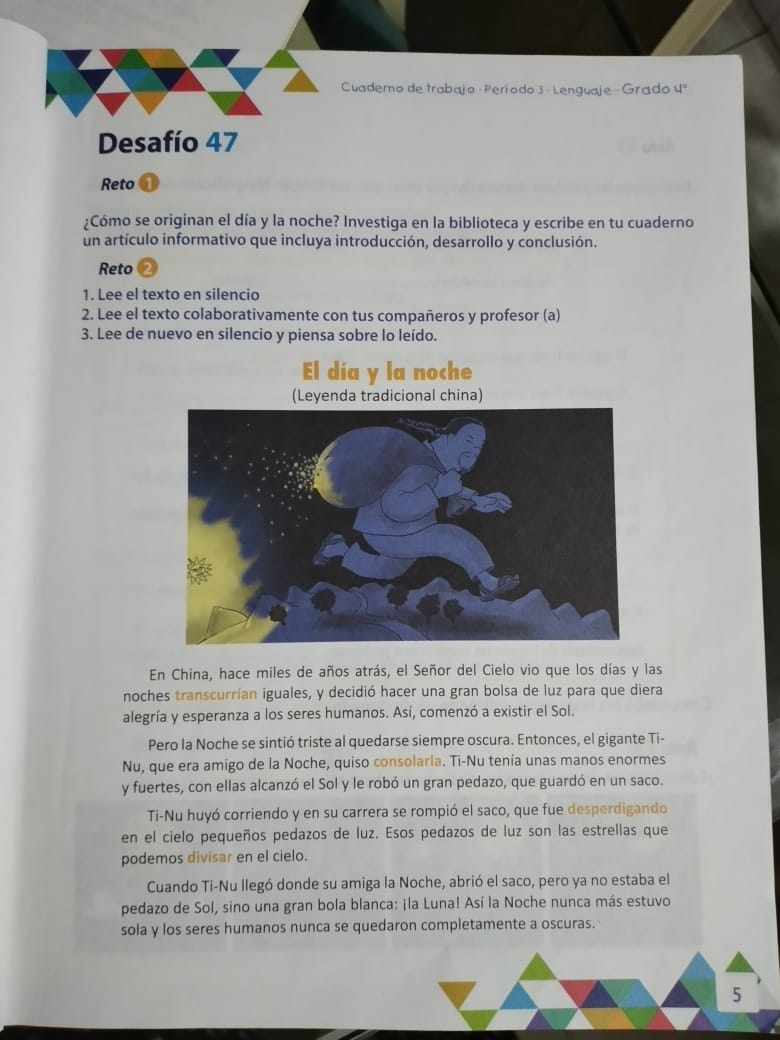 Cuaderno de trabajo - Período 3 - Lenguaje - Grado 4°
Desafío 47
Reto 1
¿Cómo se originan el día y la noche? Investiga en la biblioteca y escribe en tu cuaderno
un artículo informativo que incluya introducción, desarrollo y conclusión.
Reto 2
1. Lee el texto en silencio
2. Lee el texto colaborativamente con tus compañeros y profesor (a)
3. Lee de nuevo en silencio y piensa sobre lo leído.
El día y la noche
(Leyenda tradicional china)
En China, hace miles de años atrás, el Señor del Cielo vio que los días y las
noches transcurrían iguales, y decidió hacer una gran bolsa de luz para que diera
alegría y esperanza a los seres humanos. Así, comenzó a existir el Sol.
Pero la Noche se sintió triste al quedarse siempre oscura. Entonces, el gigante Ti-
Nu, que era amigo de la Noche, quiso consolarla. Ti-Nu tenía unas manos enormes
y fuertes, con ellas alcanzó el Sol y le robó un gran pedazo, que guardó en un saco.
Ti-Nu huyó corriendo y en su carrera se rompió el saco, que fue desperdigando
en el cielo pequeños pedazos de luz. Esos pedazos de luz son las estrellas que
podemos divisar en el cielo.
Cuando Ti-Nu llegó donde su amiga la Noche, abrió el saco, pero ya no estaba el
pedazo de Sol, sino una gran bola blanca: ¡la Luna! Así la Noche nunca más estuvo
sola y los seres humanos nunca se quedaron completamente a oscuras.
5